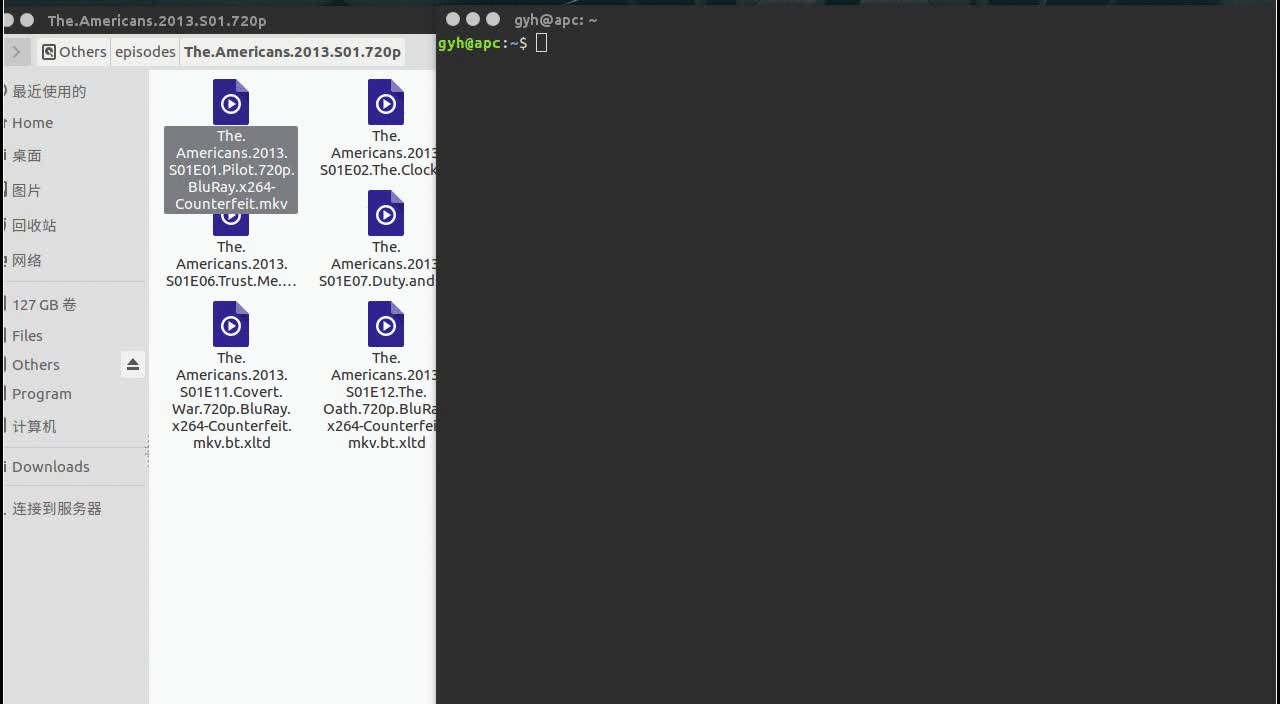 The.Americans.2013.S01.720p
Others episodes The.Americans.2013.S01.720p
最近使用的
Home
桌面
图片
回收站
网络
127 GB 卷
Files
Others
Program
计算机
Downloads
连接到服务器
The.
Americans.2013.
S01E01.Pilot.720p.
BluRay.x264-
Counterfeit.mkv
The.
Americans.2013
S01E02.The.Clock
The.
Americans.2013.
S01E06.Trust.Me.…
The.
Americans.2013
S01E07.Duty.and
The.
Americans.2013.
S01E11.Covert.
War.720p.BluRay.
x264-Counterfeit.
mkv.bt.xltd
The.
Americans.2013
S01E12.The.
Oath.720p.BluRa
x264-Counterfei
mkv.bt.xltd
gyh@apc: ~
gyh@apc:~$